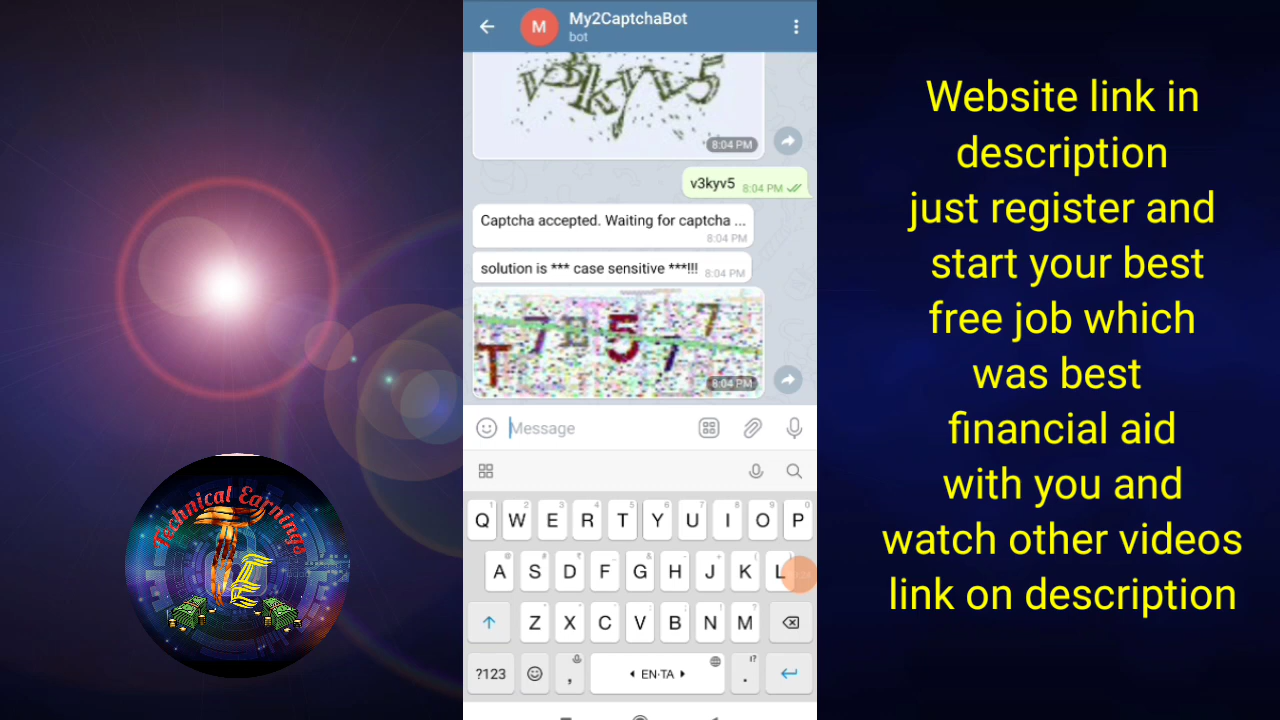 My2CaptchaBot
M
bot
v3kyv5
8:04 PM
v3kyv5 8:04 PM
Captcha accepted. Waiting for captcha ...
8:04 PM
solution is *** case sensitive ***!!! 8:04 PM
8:04 PM
Message
Q W E R T Y U I O P
A S D F G H J K L
Z X C V B N M
?123 , EN·TA .
Technical Earnings
Website link in
description
just register and
start your best
free job which
was best
financial aid
with you and
watch other videos
link on description